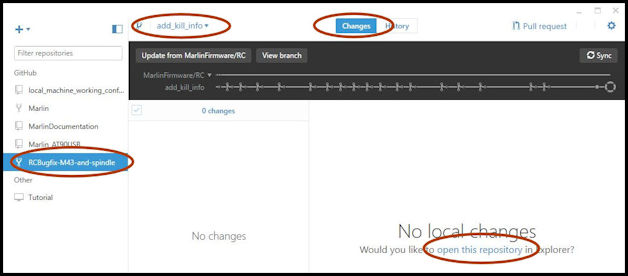 add_kill_info
Changes
History
Pull request
Filter repositories
Update from MarlinFirmware/RC
View branch
Sync
GitHub
MarlinFirmware/RC
local_machine_working_conf...
add_kill_info
Marlin
0 changes
MarlinDocumentation
Marlin_AT90USB
RCBugfix-M43-and-spindle
Other
Tutorial
No changes
No local changes
Would you like to open this repository in Explorer?